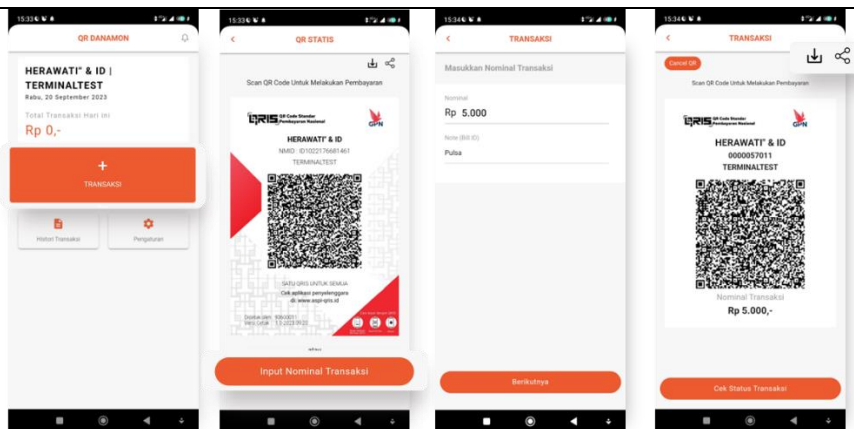 15:33
QR DANAMON
HERAWATI" & ID |
TERMINALTEST
Rabu, 20 September 2023
Total Transaksi Hari Ini
Rp 0,-
+
TRANSAKSI
Histori Transaksi
Pengaturan
15:33
QR STATIS
Scan QR Code Untuk Melakukan Pembayaran
QRIS QR Code Standar
Pembayaran Nasional
GPN
HERAWATI" & ID
NMID : ID1022176681461
TERMINALTEST
SATU QRIS UNTUK SEMUA
Cek aplikasi penyelenggara
di: www.aspi-qris.id
Input Nominal Transaksi
15:34
TRANSAKSI
Masukkan Nominal Transaksi
Nominal
Rp 5.000
Note (Bill ID)
Pulsa
Berikutnya
15:34
TRANSAKSI
Cancel QR
Scan QR Code Untuk Melakukan Pembayaran
QRIS QR Code Standar
Pembayaran Nasional
GPN
HERAWATI" & ID
0000057011
TERMINALTEST
Nominal Transaksi
Rp 5.000,-
Cek Status Transaksi